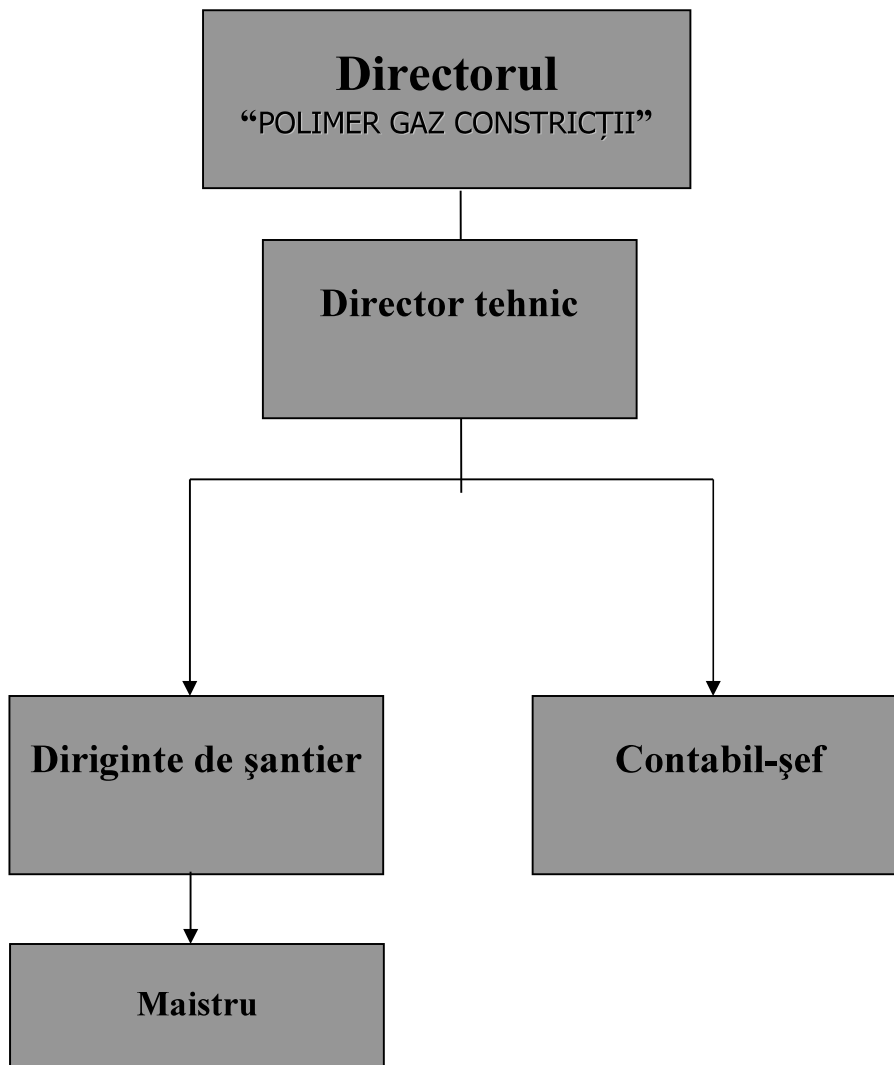 Directorul
“POLIMER GAZ CONSTRICȚII”
Director tehnic
Diriginte de şantier
Contabil-şef
Maistru